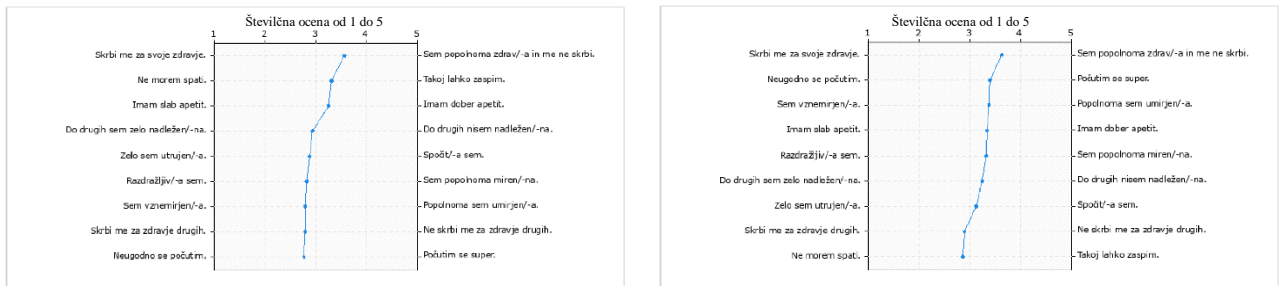 Številčna ocena od 1 do 5
1 2 3 4 5
Skrbi me za svoje zdravje. Sem popolnoma zdrav/-a in me ne skrbi.
Ne morem spati. Takoj lahko zaspim.
Imam slab apetit. Imam dober apetit.
Do drugih sem zelo nadležen/-na. Do drugih nisem nadležen/-na.
Zelo sem utrujen/-a. Spočit/-a sem.
Razdražljiv/-a sem. Sem popolnoma miren/-na.
Sem vznemirjen/-a. Popolnoma sem umirjen/-a.
Skrbi me za zdravje drugih. Ne skrbi me za zdravje drugih.
Neugodno se počutim. Počutim se super.
Številčna ocena od 1 do 5
1 2 3 4 5
Skrbi me za svoje zdravje. Sem popolnoma zdrav/-a in me ne skrbi.
Neugodno se počutim. Počutim se super.
Sem vznemirjen/-a. Popolnoma sem umirjen/-a.
Imam slab apetit. Imam dober apetit.
Razdražljiv/-a sem. Sem popolnoma miren/-na.
Do drugih sem zelo nadležen/-na. Do drugih nisem nadležen/-na.
Zelo sem utrujen/-a. Spočit/-a sem.
Skrbi me za zdravje drugih. Ne skrbi me za zdravje drugih.
Ne morem spati. Takoj lahko zaspim.